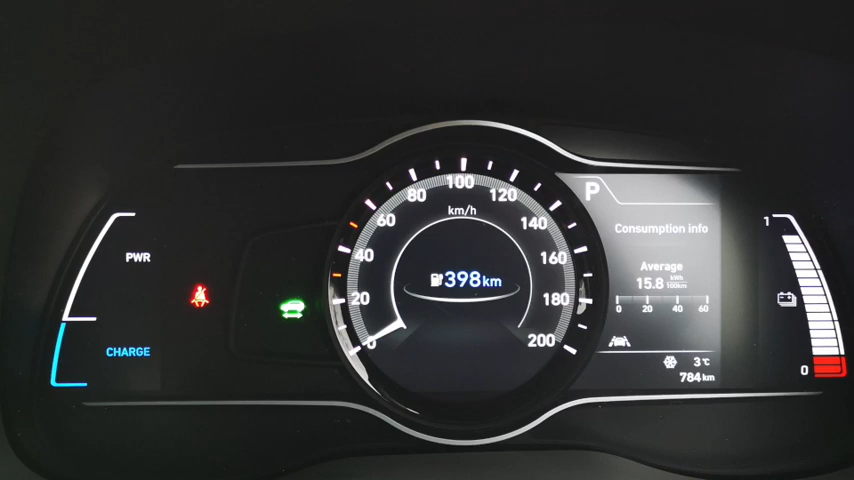 PWR
CHARGE
0
20
40
60
80
100
120
140
160
180
200
km/h
398km
P
Consumption info
Average
15.8 kWh/100km
0 20 40 60
3°C
784km
1
0